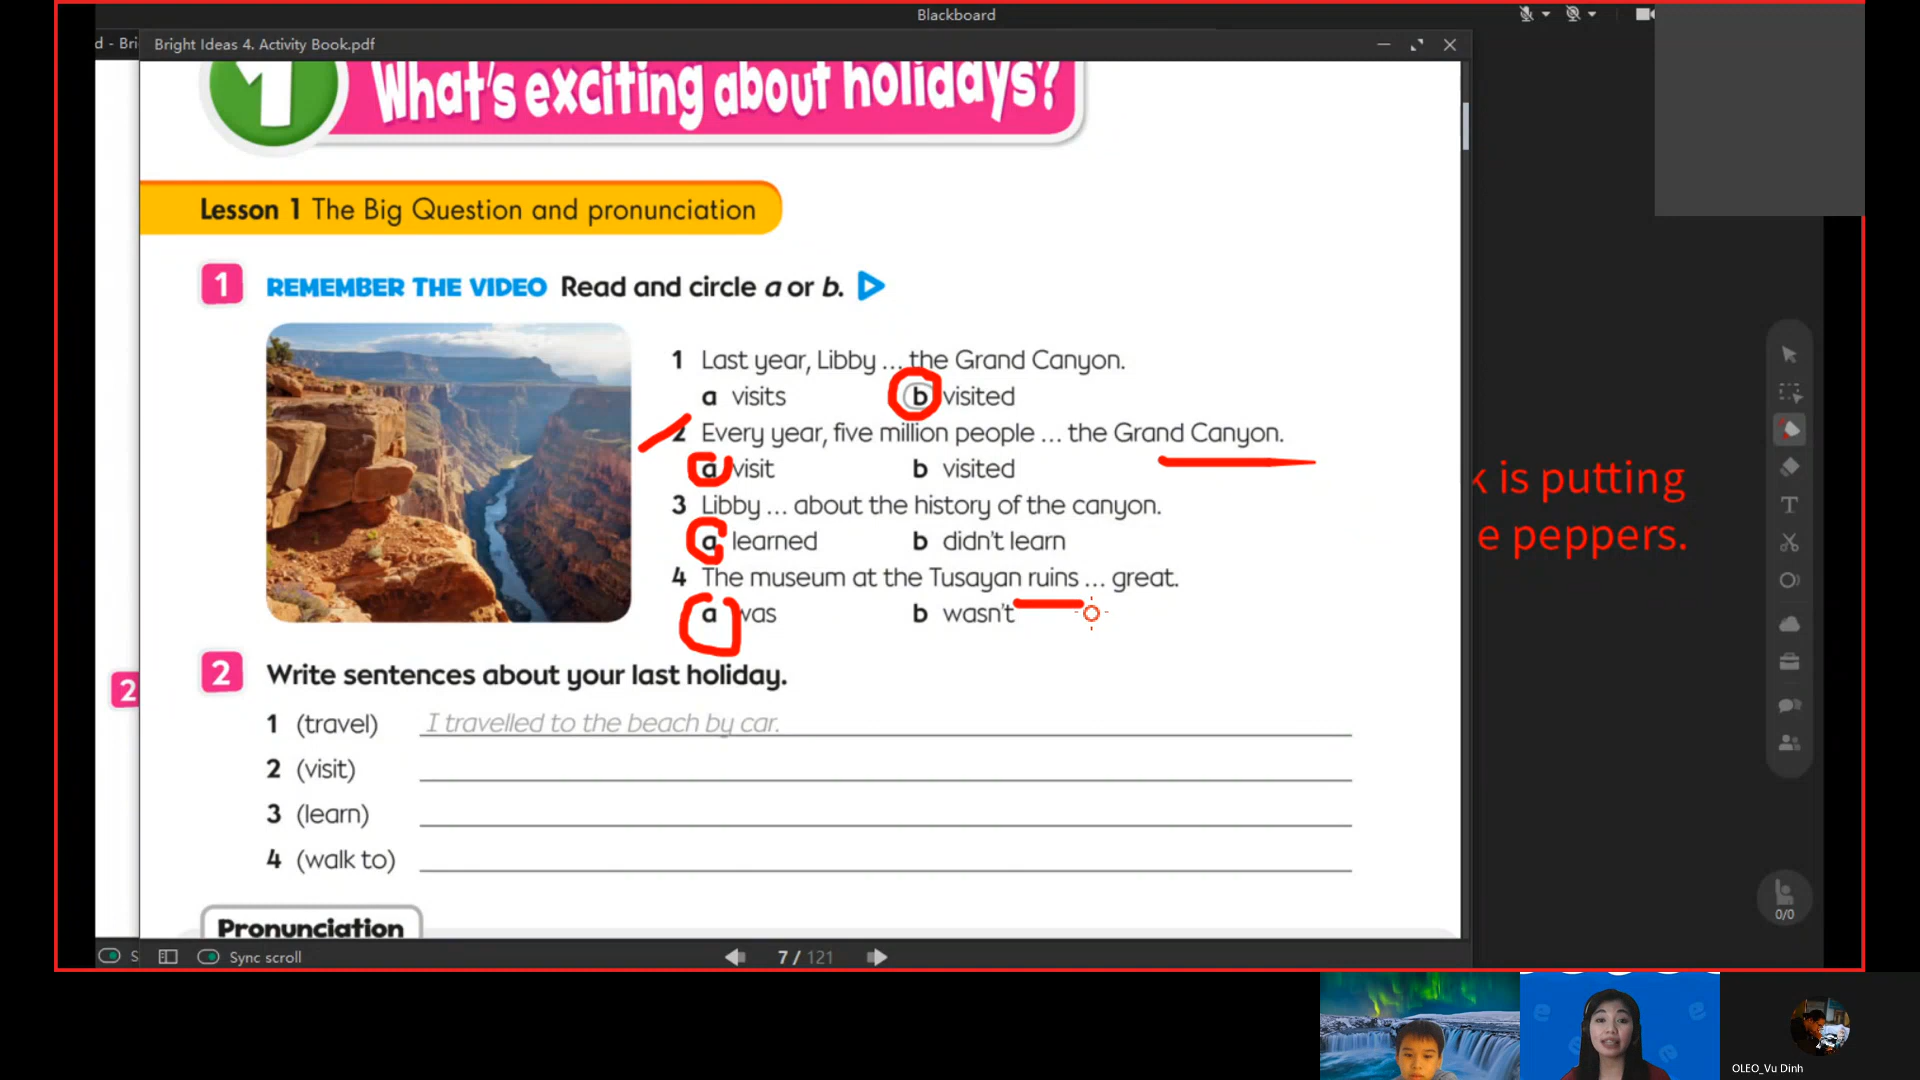 Blackboard
d - Bri
Bright Ideas 4. Activity Book.pdf
1 What's exciting about holidays?
Lesson 1 The Big Question and pronunciation
1 REMEMBER THE VIDEO Read and circle a or b.
1 Last year, Libby ... the Grand Canyon.
a visits b visited
2 Every year, five million people ... the Grand Canyon.
a visit b visited
3 Libby ... about the history of the canyon.
a learned b didn't learn
4 The museum at the Tusayan ruins ... great.
a was b wasn't
k is putting
e peppers.
2
2 Write sentences about your last holiday.
1 (travel) I travelled to the beach by car.
2 (visit)
3 (learn)
4 (walk to)
Pronunciation
0/0
S
Sync scroll
7 / 121
OLEO_Vu Dinh